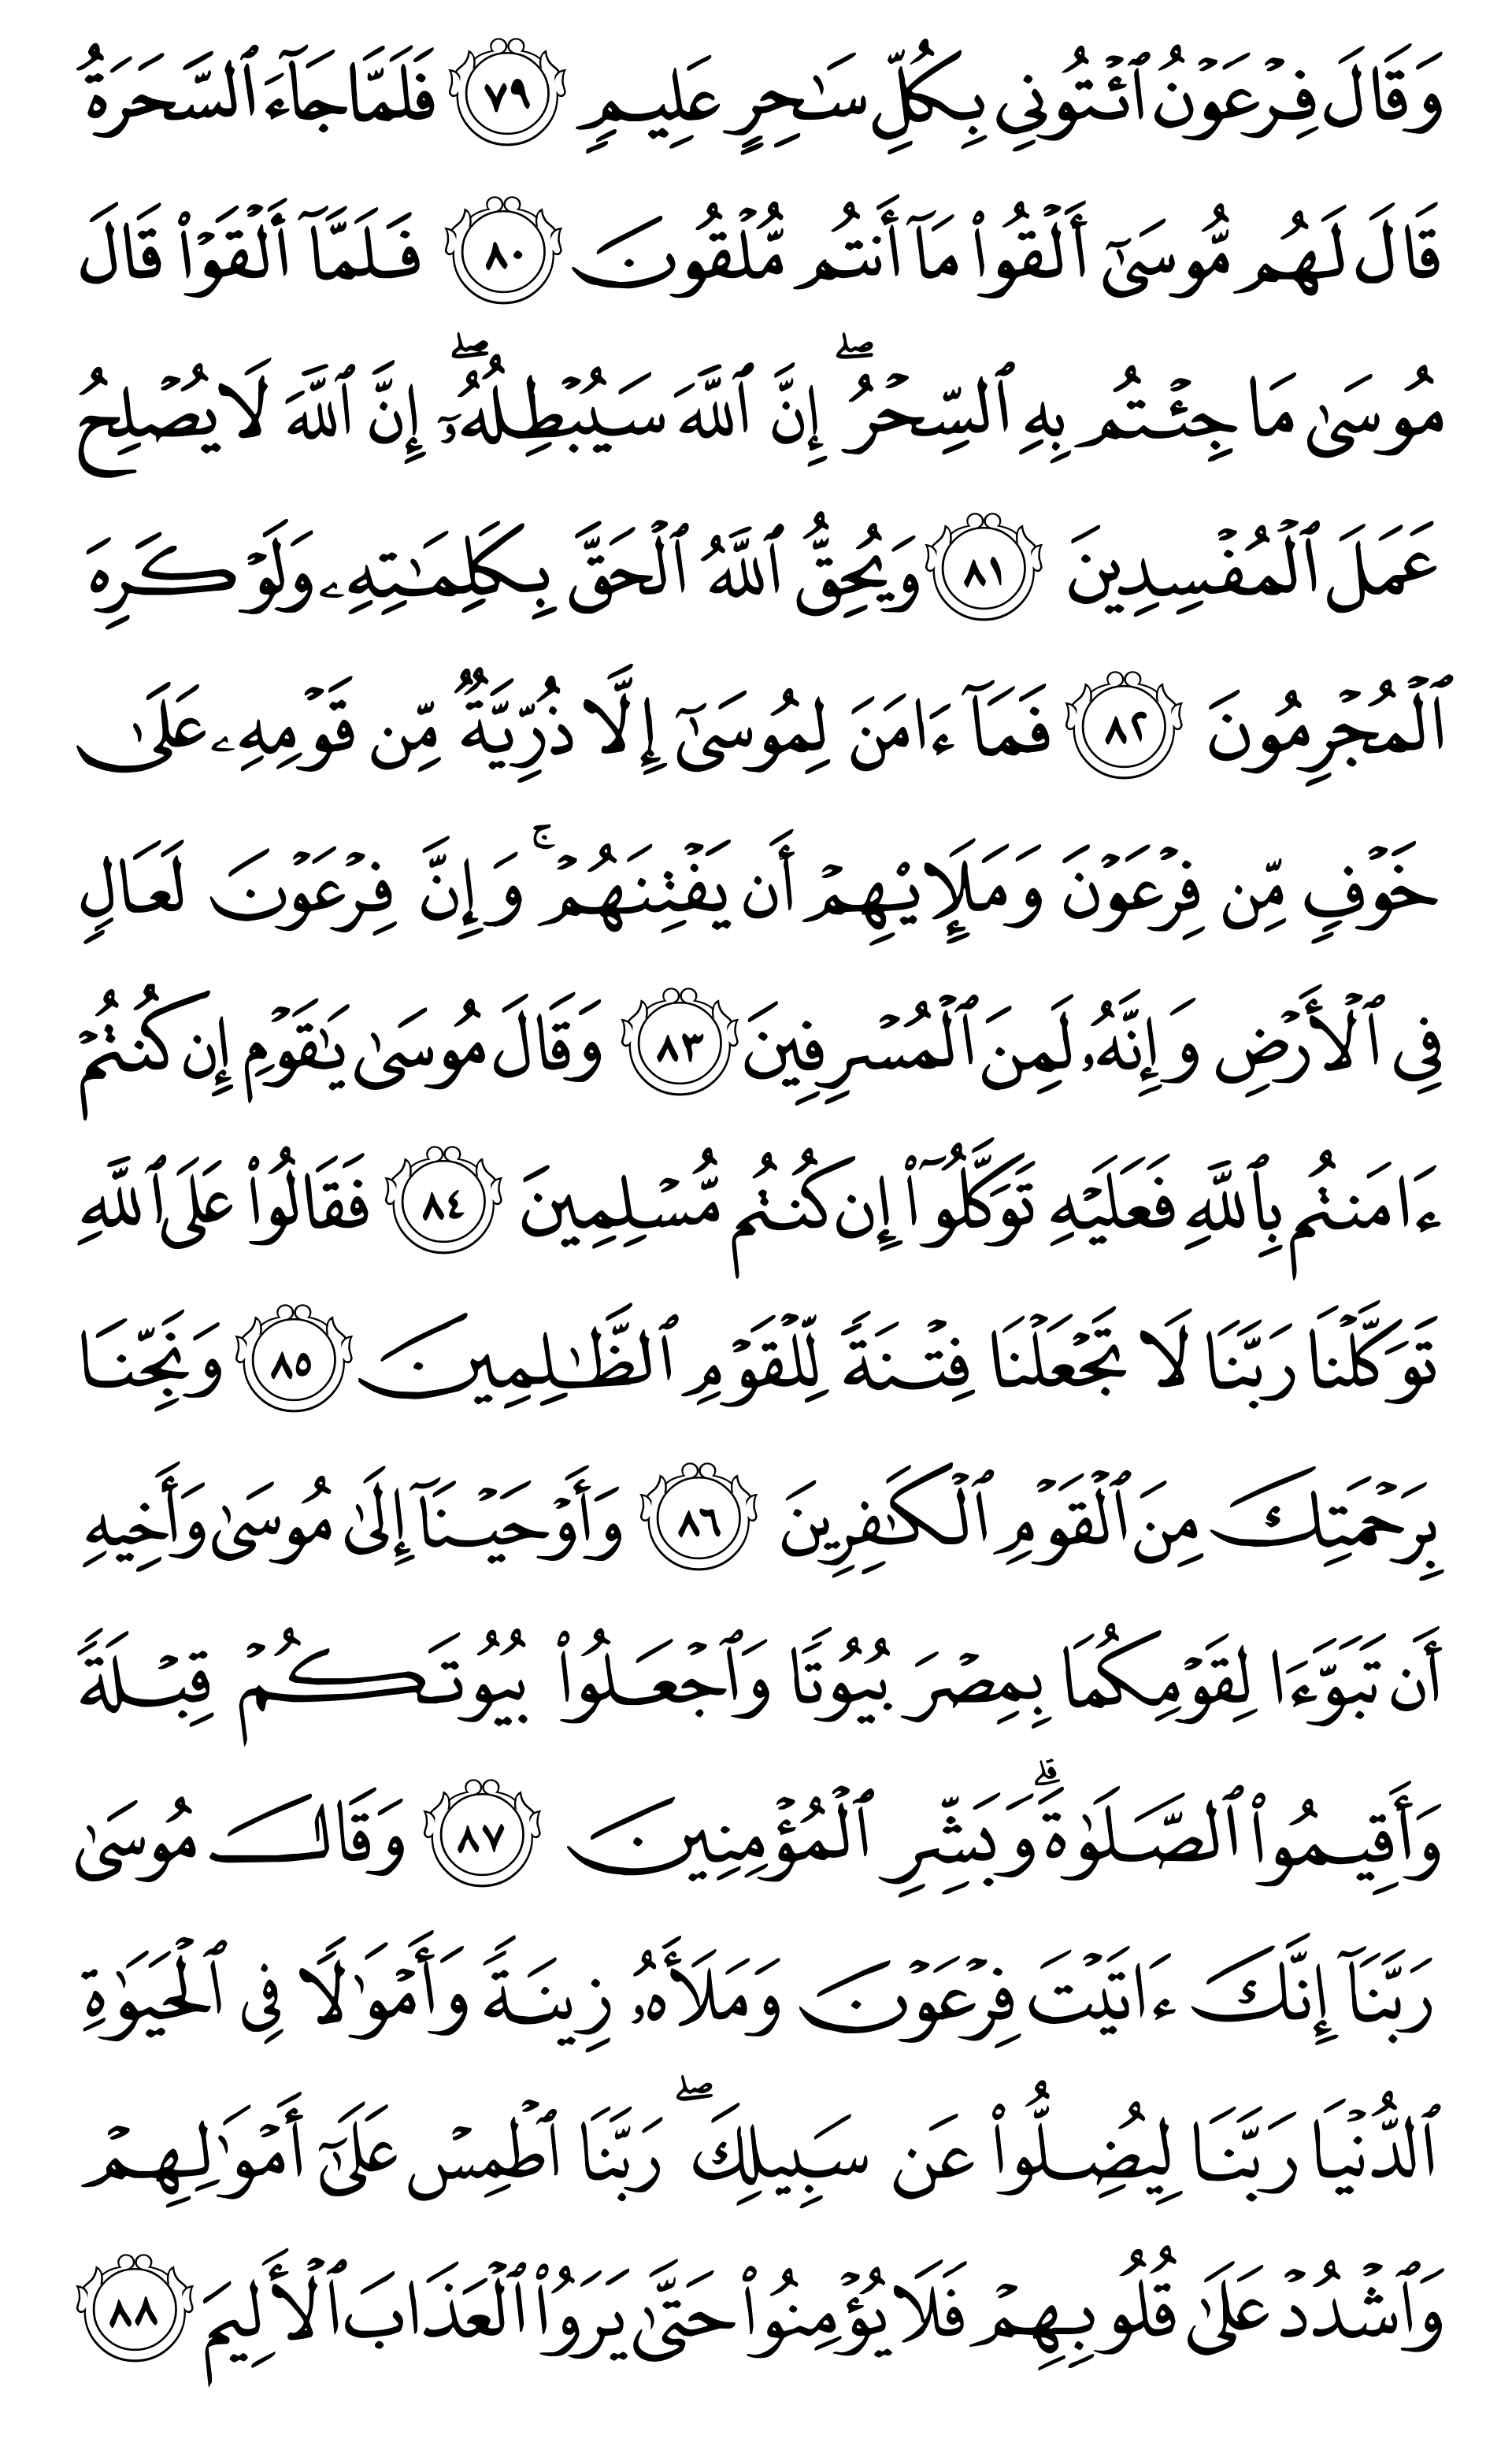 وَقَالَ فِرۡعَوۡنُ ٱئۡتُونِي بِكُلِّ سَٰحِرٍ عَلِيمٖ ٧٩ فَلَمَّا جَآءَ ٱلسَّحَرَةُ
قَالَ لَهُم مُّوسَىٰٓ أَلۡقُواْ مَآ أَنتُم مُّلۡقُونَ ٨٠ فَلَمَّآ أَلۡقَوۡاْ قَالَ
مُوسَىٰ مَا جِئۡتُم بِهِ ٱلسِّحۡرُۖ إِنَّ ٱللَّهَ سَيُبۡطِلُهُۥٓۖ إِنَّ ٱللَّهَ لَا يُصۡلِحُ
عَمَلَ ٱلۡمُفۡسِدِينَ ٨١ وَيُحِقُّ ٱللَّهُ ٱلۡحَقَّ بِكَلِمَٰتِهِۦ وَلَوۡ كَرِهَ
ٱلۡمُجۡرِمُونَ ٨٢ فَمَآ ءَامَنَ لِمُوسَىٰٓ إِلَّا ذُرِّيَّةٞ مِّن قَوۡمِهِۦ عَلَىٰ
خَوۡفٖ مِّن فِرۡعَوۡنَ وَمَلَإِيْهِمۡ أَن يَفۡتِنَهُمۡۚ وَإِنَّ فِرۡعَوۡنَ لَعَالٖ
فِي ٱلۡأَرۡضِ وَإِنَّهُۥ لَمِنَ ٱلۡمُسۡرِفِينَ ٨٣ وَقَالَ مُوسَىٰ يَٰقَوۡمِ إِن كُنتُمۡ
ءَامَنتُم بِٱللَّهِ فَعَلَيۡهِ تَوَكَّلُوٓاْ إِن كُنتُم مُّسۡلِمِينَ ٨٤ فَقَالُواْ عَلَى ٱللَّهِ
تَوَكَّلۡنَا رَبَّنَا لَا تَجۡعَلۡنَا فِتۡنَةٗ لِّلۡقَوۡمِ ٱلظَّٰلِمِينَ ٨٥ وَنَجِّنَا
بِرَحۡمَتِكَ مِنَ ٱلۡقَوۡمِ ٱلۡكَٰفِرِينَ ٨٦ وَأَوۡحَيۡنَآ إِلَىٰ مُوسَىٰ وَأَخِيهِ
أَن تَبَوَّءَا لِقَوۡمِكُمَا بِمِصۡرَ بُيُوتٗا وَٱجۡعَلُواْ بُيُوتَكُمۡ قِبۡلَةٗ
وَأَقِيمُواْ ٱلصَّلَوٰةَۗ وَبَشِّرِ ٱلۡمُؤۡمِنِينَ ٨٧ وَقَالَ مُوسَىٰ
رَبَّنَآ إِنَّكَ ءَاتَيۡتَ فِرۡعَوۡنَ وَمَلَأَهُۥ زِينَةٗ وَأَمۡوَٰلٗا فِي ٱلۡحَيَوٰةِ
ٱلدُّنۡيَا رَبَّنَا لِيُضِلُّواْ عَن سَبِيلِكَۖ رَبَّنَا ٱطۡمِسۡ عَلَىٰٓ أَمۡوَٰلِهِمۡ
وَٱشۡدُدۡ عَلَىٰ قُلُوبِهِمۡ فَلَا يُؤۡمِنُواْ حَتَّىٰ يَرَوُاْ ٱلۡعَذَابَ ٱلۡأَلِيمَ ٨٨